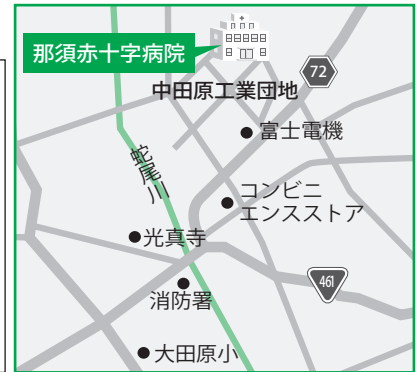 那須赤十字病院
72
中田原工業団地
富士電機
蛇尾川
コンビニ
エンスストア
光真寺
461
消防署
大田原小